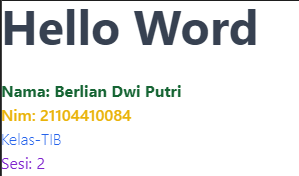 Hello Word
Nama: Berlian Dwi Putri
Nim: 21104410084
Kelas-TIB
Sesi: 2